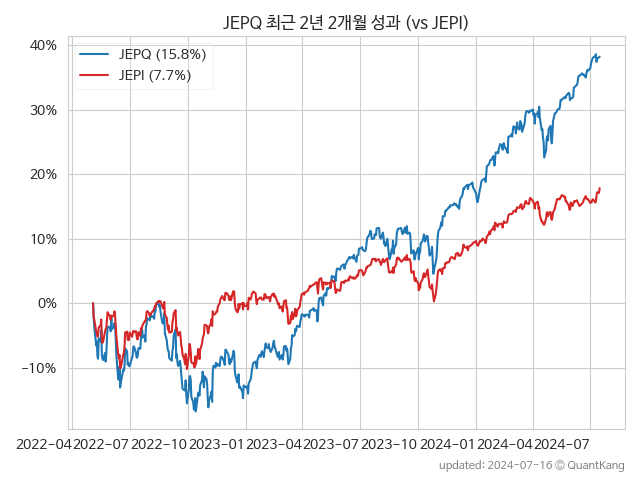 JEPQ 최근 2년 2개월 성과 (vs JEPI)
40%
JEPQ (15.8%)
JEPI (7.7%)
30%
20%
10%
0%
−10%
2022-04 2022-07 2022-10 2023-01 2023-04 2023-07 2023-10 2024-01 2024-04 2024-07
updated: 2024-07-16 © QuantKang